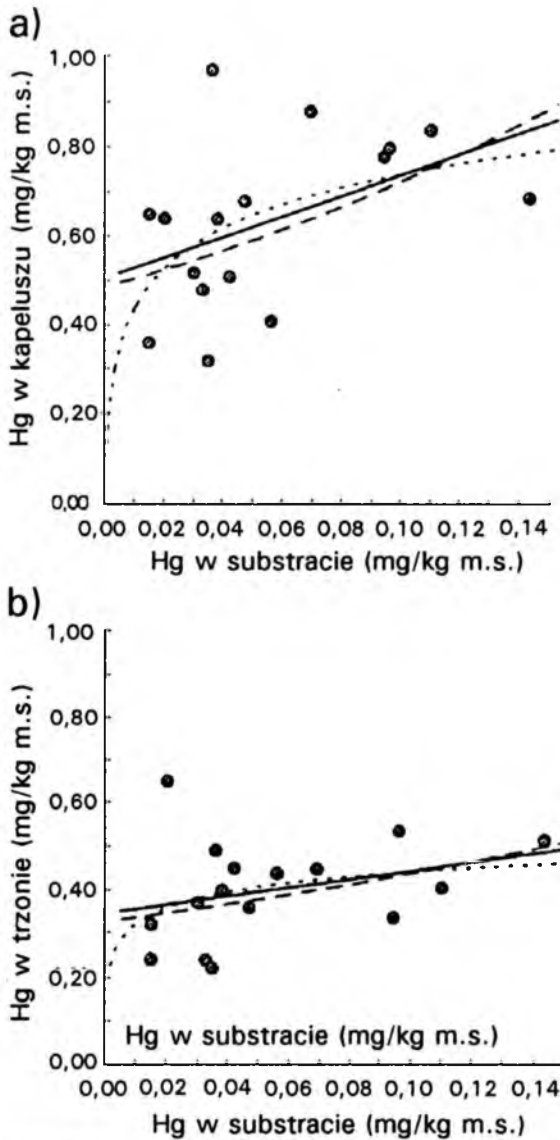 a)
Hg w kapeluszu (mg/kg m.s.)
1,00
0,80
0,60
0,40
0,20
0,00
0,00 0,02 0,04 0,06 0,08 0,10 0,12 0,14
Hg w substracie (mg/kg m.s.)
b)
Hg w trzonie (mg/kg m.s.)
1,00
0,80
0,60
0,40
0,20
0,00
Hg w substracie (mg/kg m.s.)
0,00 0,02 0,04 0,06 0,08 0,10 0,12 0,14
Hg w substracie (mg/kg m.s.)